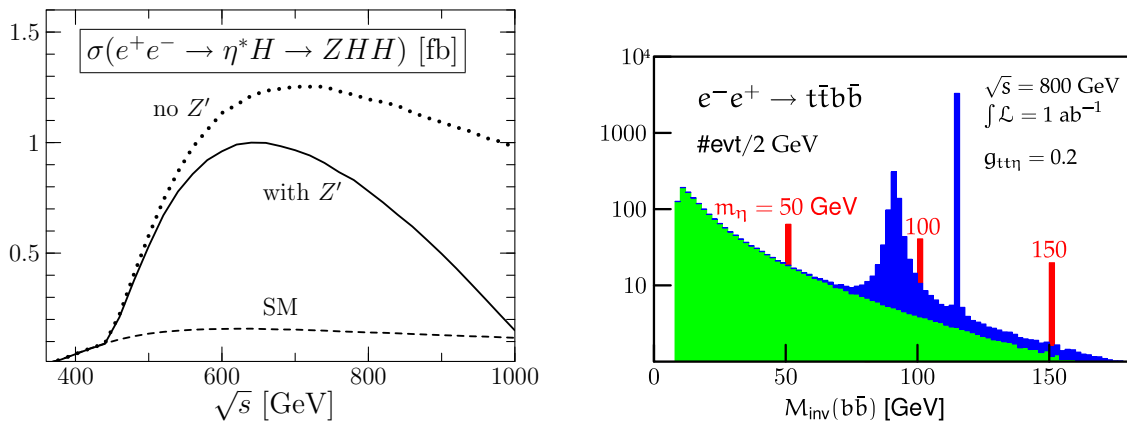 1.5
1
0.5
σ(e⁺e⁻ → η*H → ZHH) [fb]
no Z′
with Z′
SM
400
600
800
1000
√s [GeV]
10⁴
1000
100
10
e⁻e⁺ → tt̄bb̄
#evt/2 GeV
√s = 800 GeV
∫ℒ = 1 ab⁻¹
g_ttη = 0.2
m_η = 50 GeV
100
150
0
50
100
150
M_inv(bb̄) [GeV]